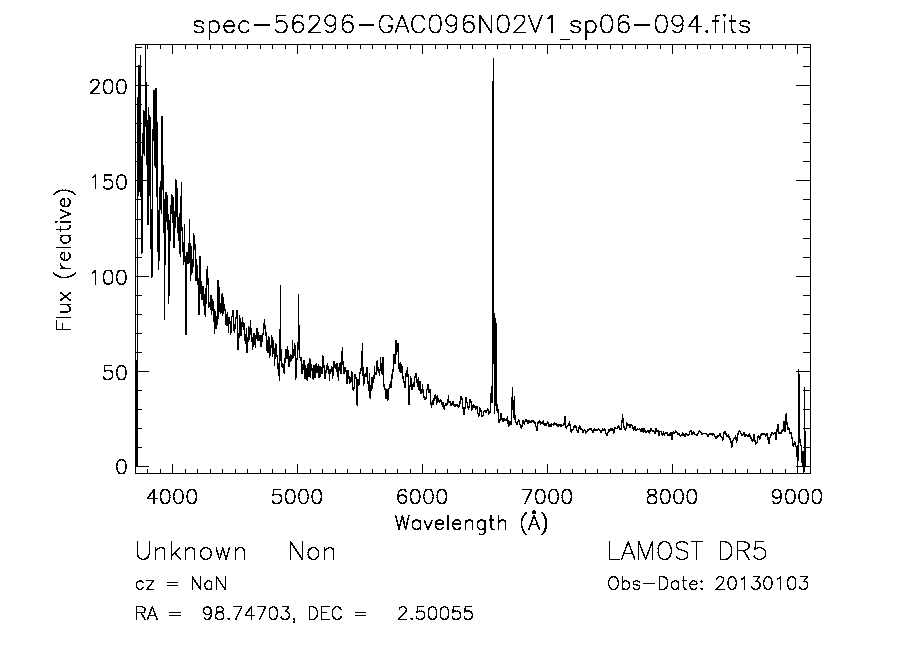 spec-56296-GAC096N02V1_sp06-094.fits
200
150
100
50
0
Flux (relative)
4000 5000 6000 7000 8000 9000
Wavelength (Å)
Unknown Non LAMOST DR5
cz = NaN Obs-Date: 20130103
RA = 98.74703, DEC = 2.50055